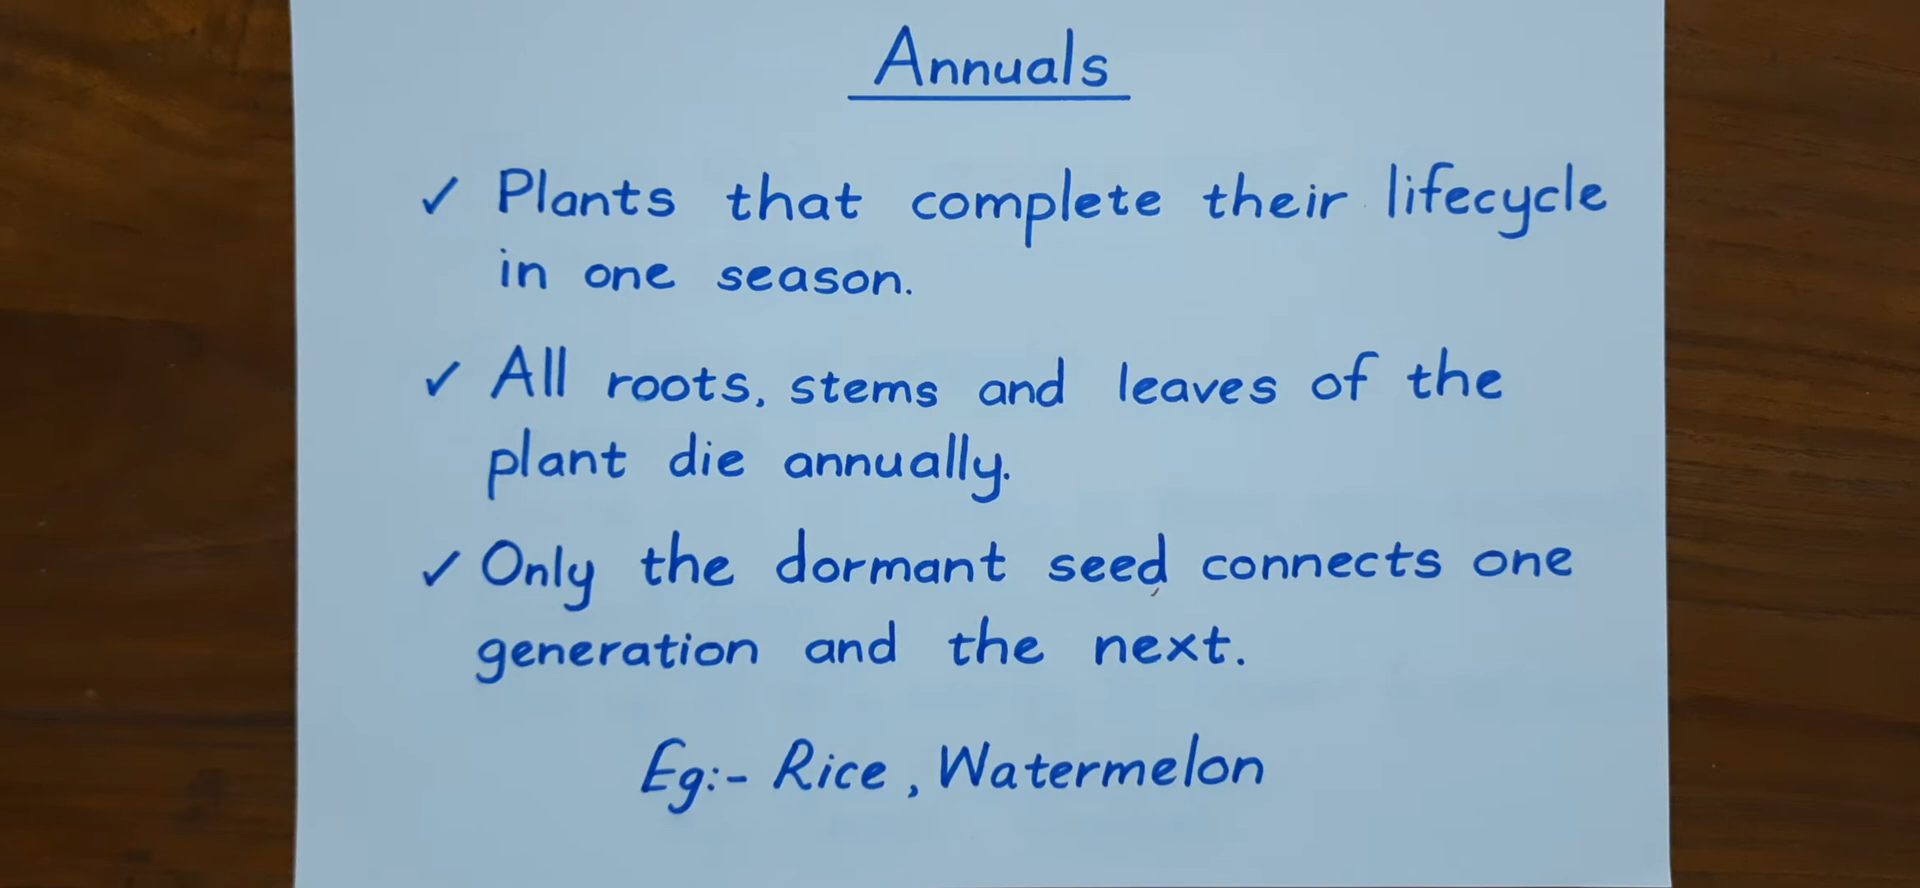 Annuals
✓ Plants that complete their lifecycle
in one season.
✓ All roots, stems and leaves of the
plant die annually.
✓ Only the dormant seed connects one
generation and the next.
Eg:- Rice, Watermelon